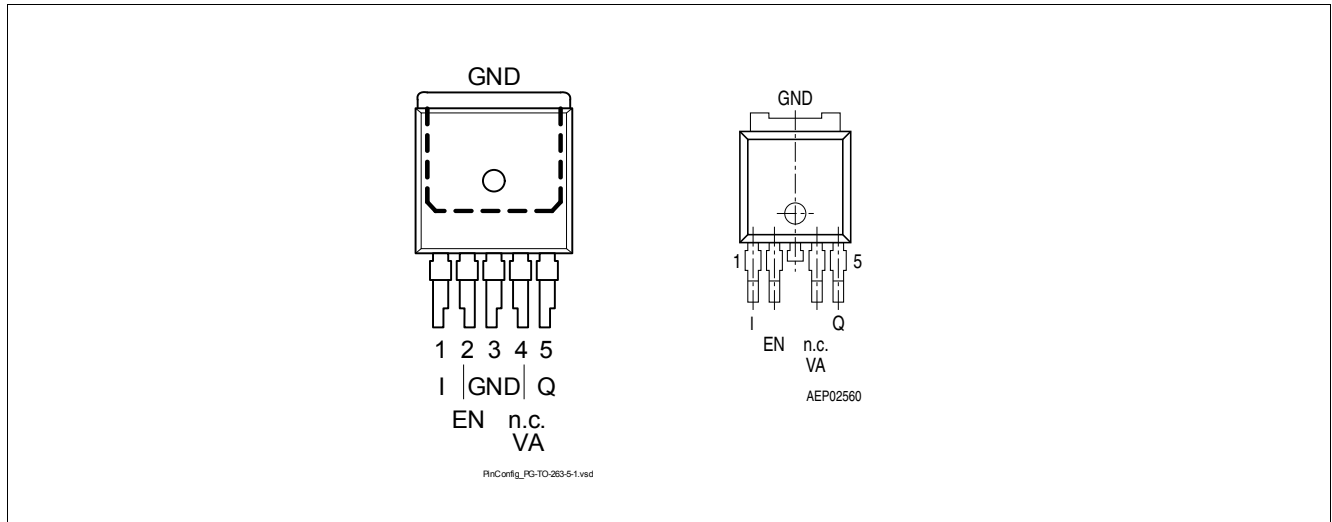 GND
1 2 3 4 5
I GND Q
EN n.c.
VA
PinConfig_PG-TO-263-5-1.vsd
GND
1 5
I Q
EN n.c.
VA
AEP02560